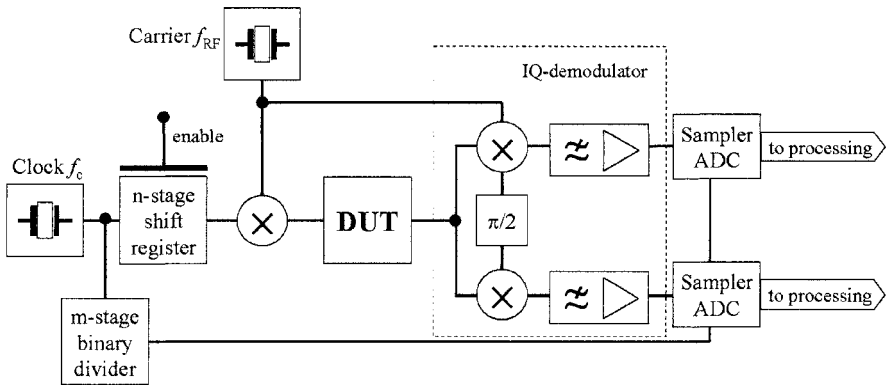 Carrier f_RF
IQ-demodulator
enable
Clock f_c
n-stage
shift
register
DUT
π/2
Sampler
ADC
to processing
Sampler
ADC
to processing
m-stage
binary
divider